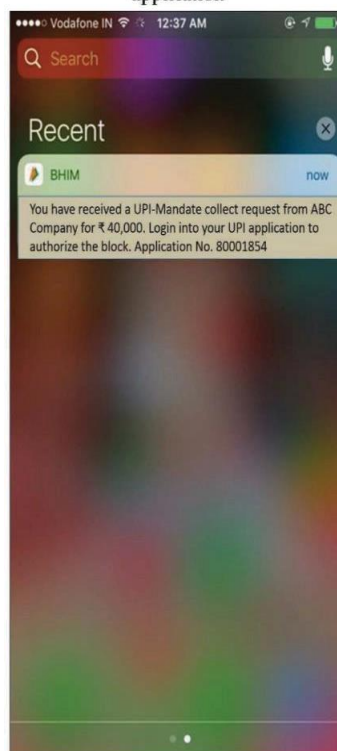 application
Vodafone IN 12:37 AM
Search
Recent
BHIM now
You have received a UPI-Mandate collect request from ABC
Company for ₹ 40,000. Login into your UPI application to
authorize the block. Application No. 80001854